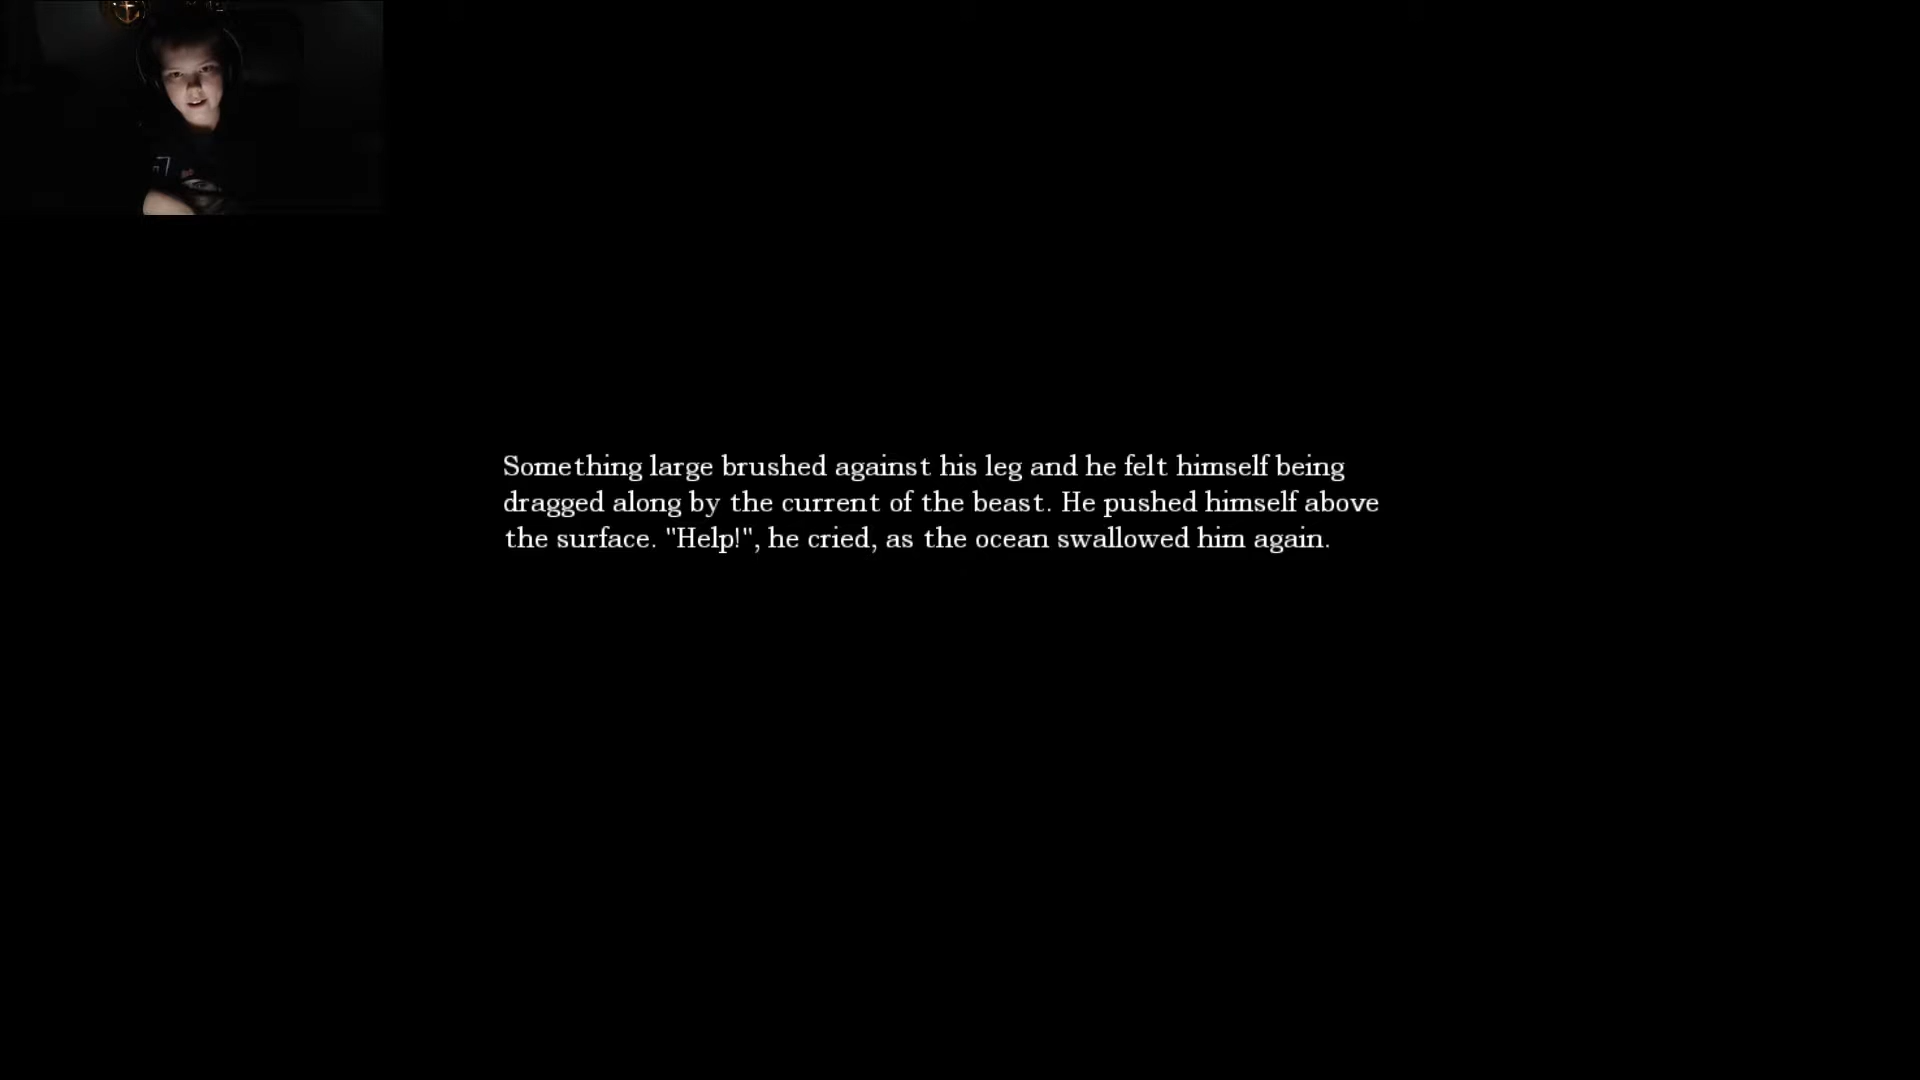 Something large brushed against his leg and he felt himself being
dragged along by the current of the beast. He pushed himself above
the surface. "Help!", he cried, as the ocean swallowed him again.